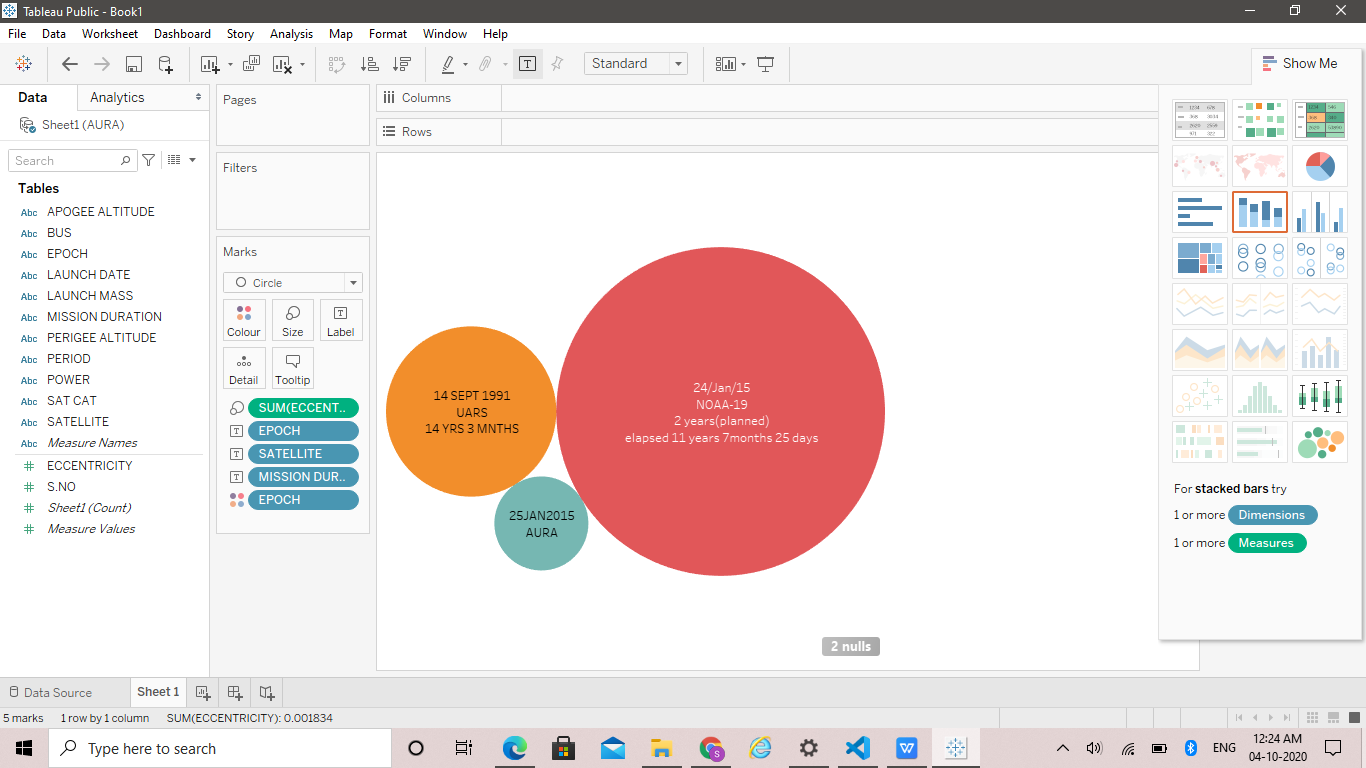 Tableau Public - Book1
File Data Worksheet Dashboard Story Analysis Map Format Window Help
Standard
Show Me
Data Analytics
Sheet1 (AURA)
Search
Tables
Abc APOGEE ALTITUDE
Abc BUS
Abc EPOCH
Abc LAUNCH DATE
Abc LAUNCH MASS
Abc MISSION DURATION
Abc PERIGEE ALTITUDE
Abc PERIOD
Abc POWER
Abc SAT CAT
Abc SATELLITE
Abc Measure Names
# ECCENTRICITY
# S.NO
# Sheet1 (Count)
# Measure Values
Pages
Filters
Marks
Circle
Colour Size Label
Detail Tooltip
SUM(ECCENT..
EPOCH
SATELLITE
MISSION DUR..
EPOCH
Columns
Rows
14 SEPT 1991
UARS
14 YRS 3 MNTHS
25JAN2015
AURA
24/Jan/15
NOAA-19
2 years(planned)
elapsed 11 years 7months 25 days
2 nulls
For stacked bars try
1 or more Dimensions
1 or more Measures
Data Source Sheet 1
5 marks 1 row by 1 column SUM(ECCENTRICITY): 0.001834
Type here to search
ENG
12:24 AM
04-10-2020